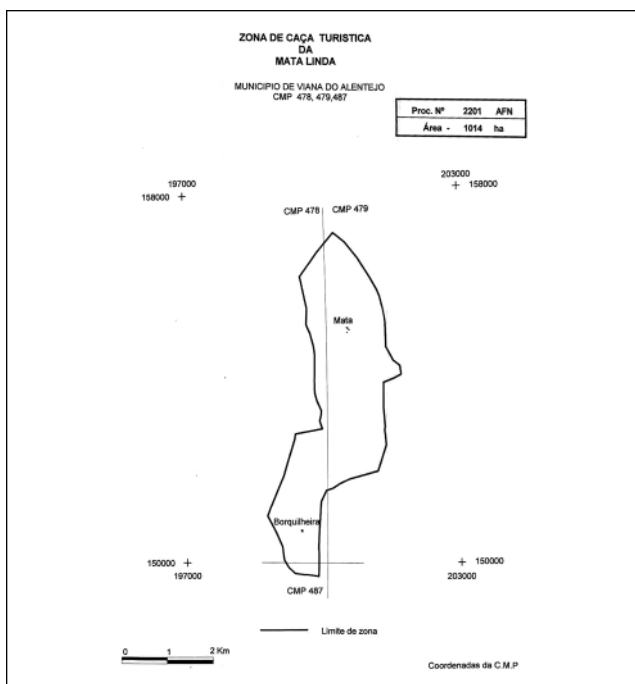 ZONA DE CAÇA TURISTICA
DA
MATA LINDA
MUNICIPIO DE VIANA DO ALENTEJO
CMP 478, 479,487
Proc. Nº 2201 AFN
Área - 1014 ha
197000
158000
203000
158000
CMP 478
CMP 479
Mata
Borquilheira
150000
197000
150000
203000
CMP 487
Limite de zona
0 1 2 Km
Coordenadas da C.M.P